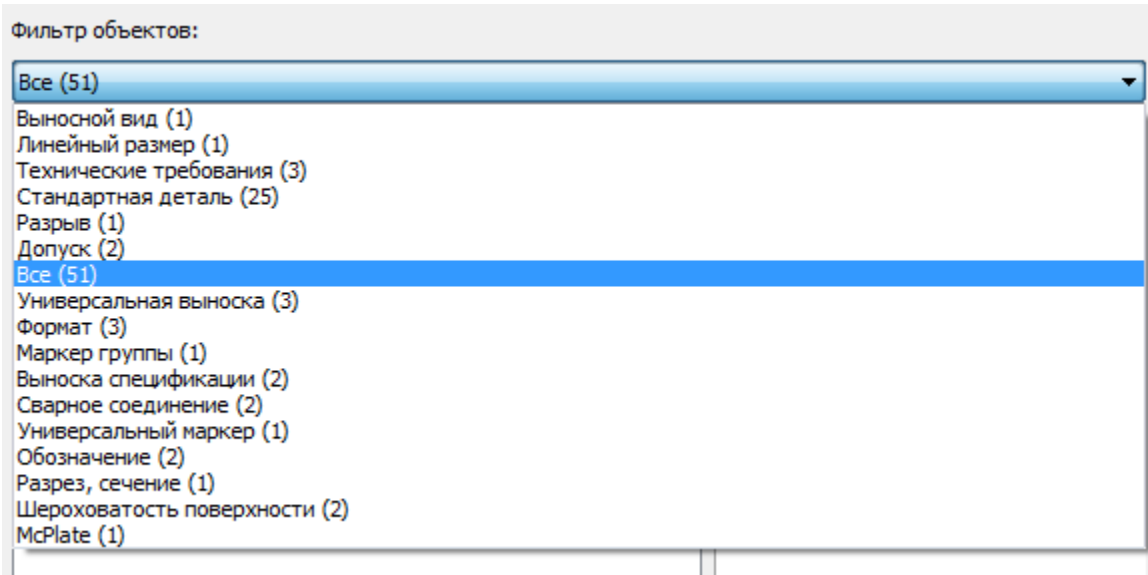 Фильтр объектов:
Все (51)
Выносной вид (1)
Линейный размер (1)
Технические требования (3)
Стандартная деталь (25)
Разрыв (1)
Допуск (2)
Все (51)
Универсальная выноска (3)
Формат (3)
Маркер группы (1)
Выноска спецификации (2)
Сварное соединение (2)
Универсальный маркер (1)
Обозначение (2)
Разрез, сечение (1)
Шероховатость поверхности (2)
McPlate (1)